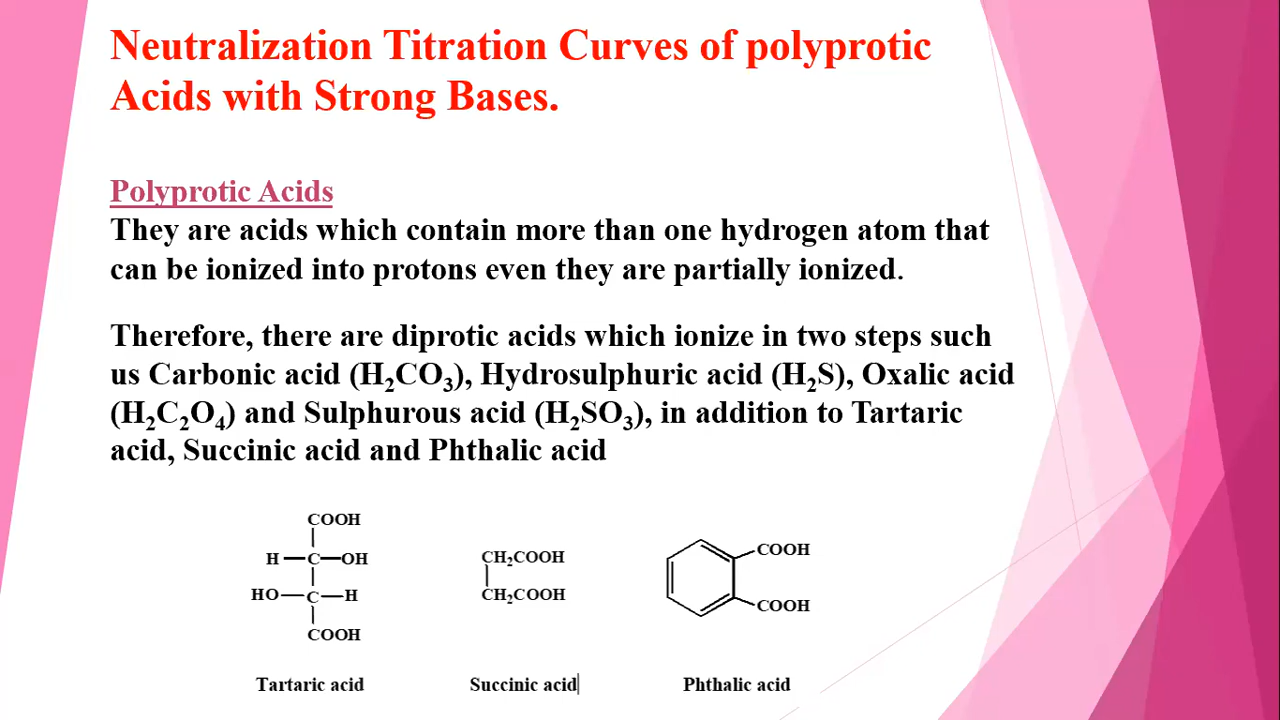 Neutralization Titration Curves of polyprotic
Acids with Strong Bases.
Polyprotic Acids
They are acids which contain more than one hydrogen atom that
can be ionized into protons even they are partially ionized.
Therefore, there are diprotic acids which ionize in two steps such
us Carbonic acid (H₂CO₃), Hydrosulphuric acid (H₂S), Oxalic acid
(H₂C₂O₄) and Sulphurous acid (H₂SO₃), in addition to Tartaric
acid, Succinic acid and Phthalic acid
COOH
H—C—OH
HO—C—H
COOH
Tartaric acid
CH₂COOH
CH₂COOH
Succinic acid
COOH
COOH
Phthalic acid